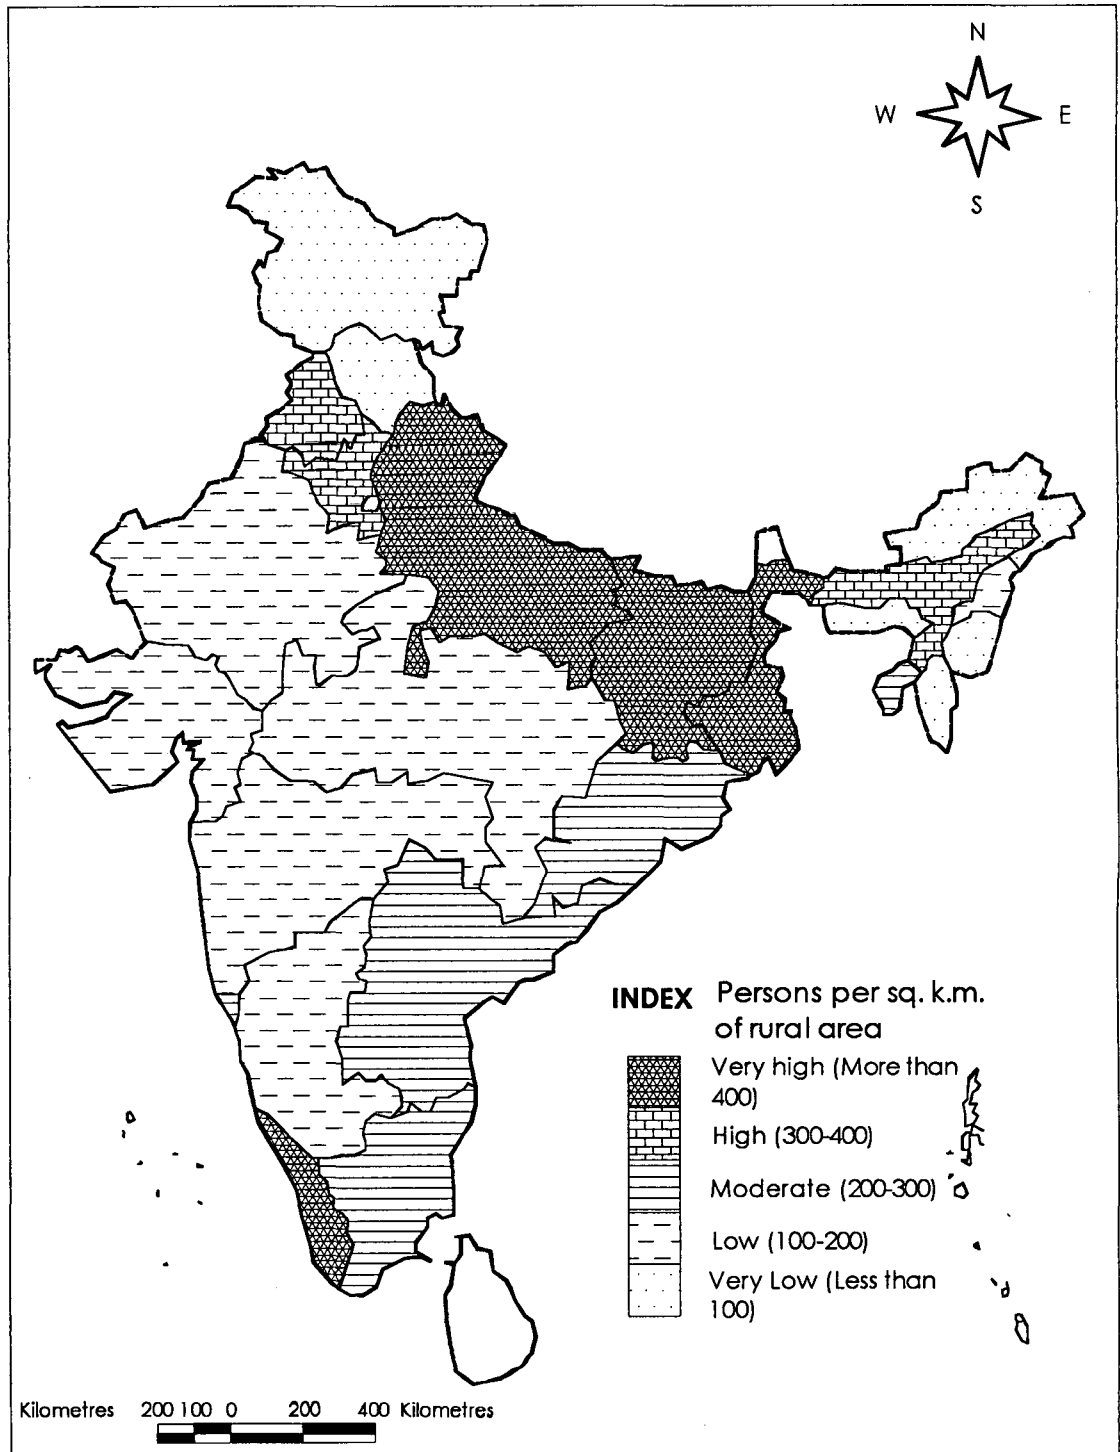 N
W E
S
INDEX Persons per sq. k.m.
of rural area
Very high (More than
400)
High (300-400)
Moderate (200-300)
Low (100-200)
Very Low (Less than
100)
Kilometres 200 100 0 200 400 Kilometres